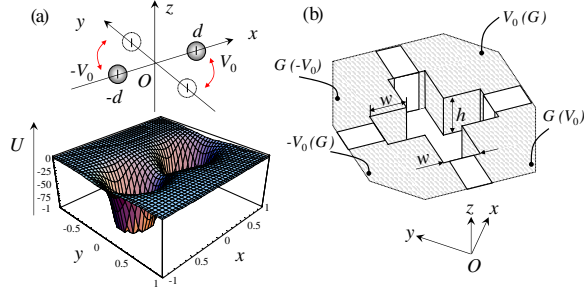 (a)
z
y
d
x
-V₀
V₀
-d
O
U
0
-25
-50
-75
-1
-0.5
0
0.5
1
y
-1
-0.5
0
0.5
1
x
(b)
V₀ (G)
G (-V₀)
w
h
G (V₀)
-V₀ (G)
w
z
x
y
O